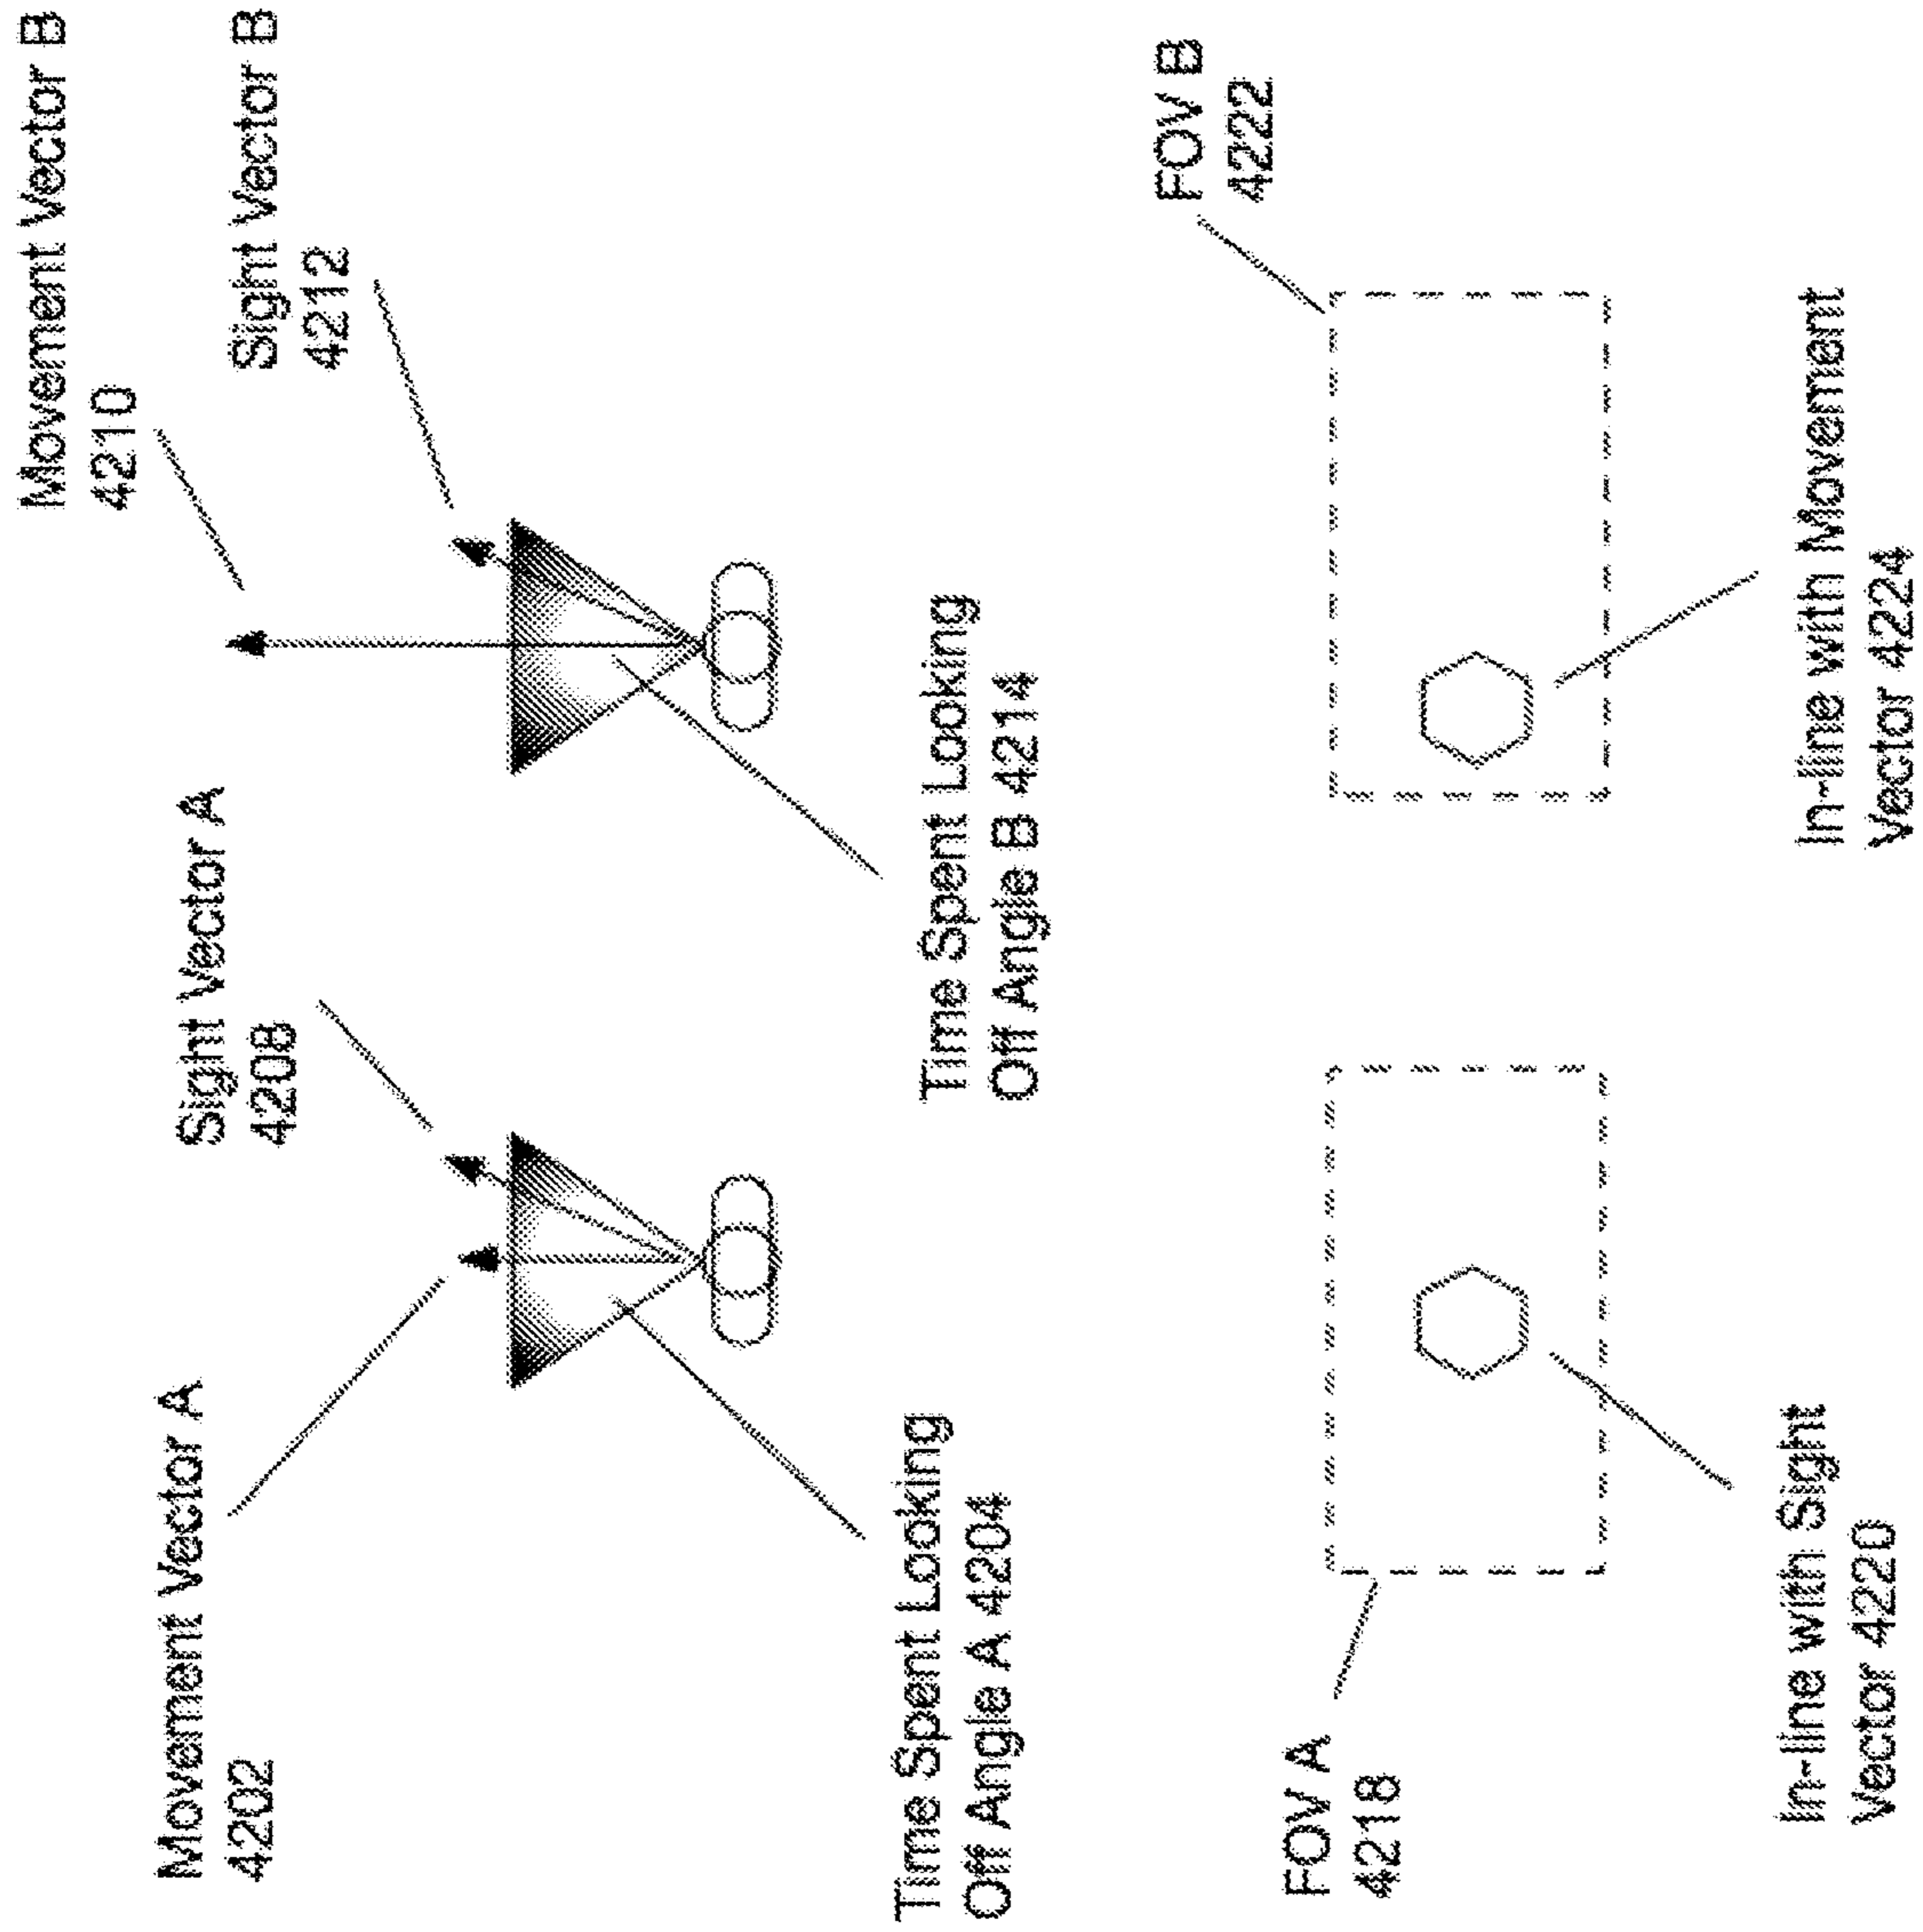 Movement Vector A
4202
Sight Vector A
4208
Movement Vector B
4210
Sight Vector B
4212
Time Spent Looking
Off Angle A 4204
Time Spent Looking
Off Angle B 4214
FOV A
4218
FOV B
4222
In-line with Sight
Vector 4220
In-line with Movement
Vector 4224